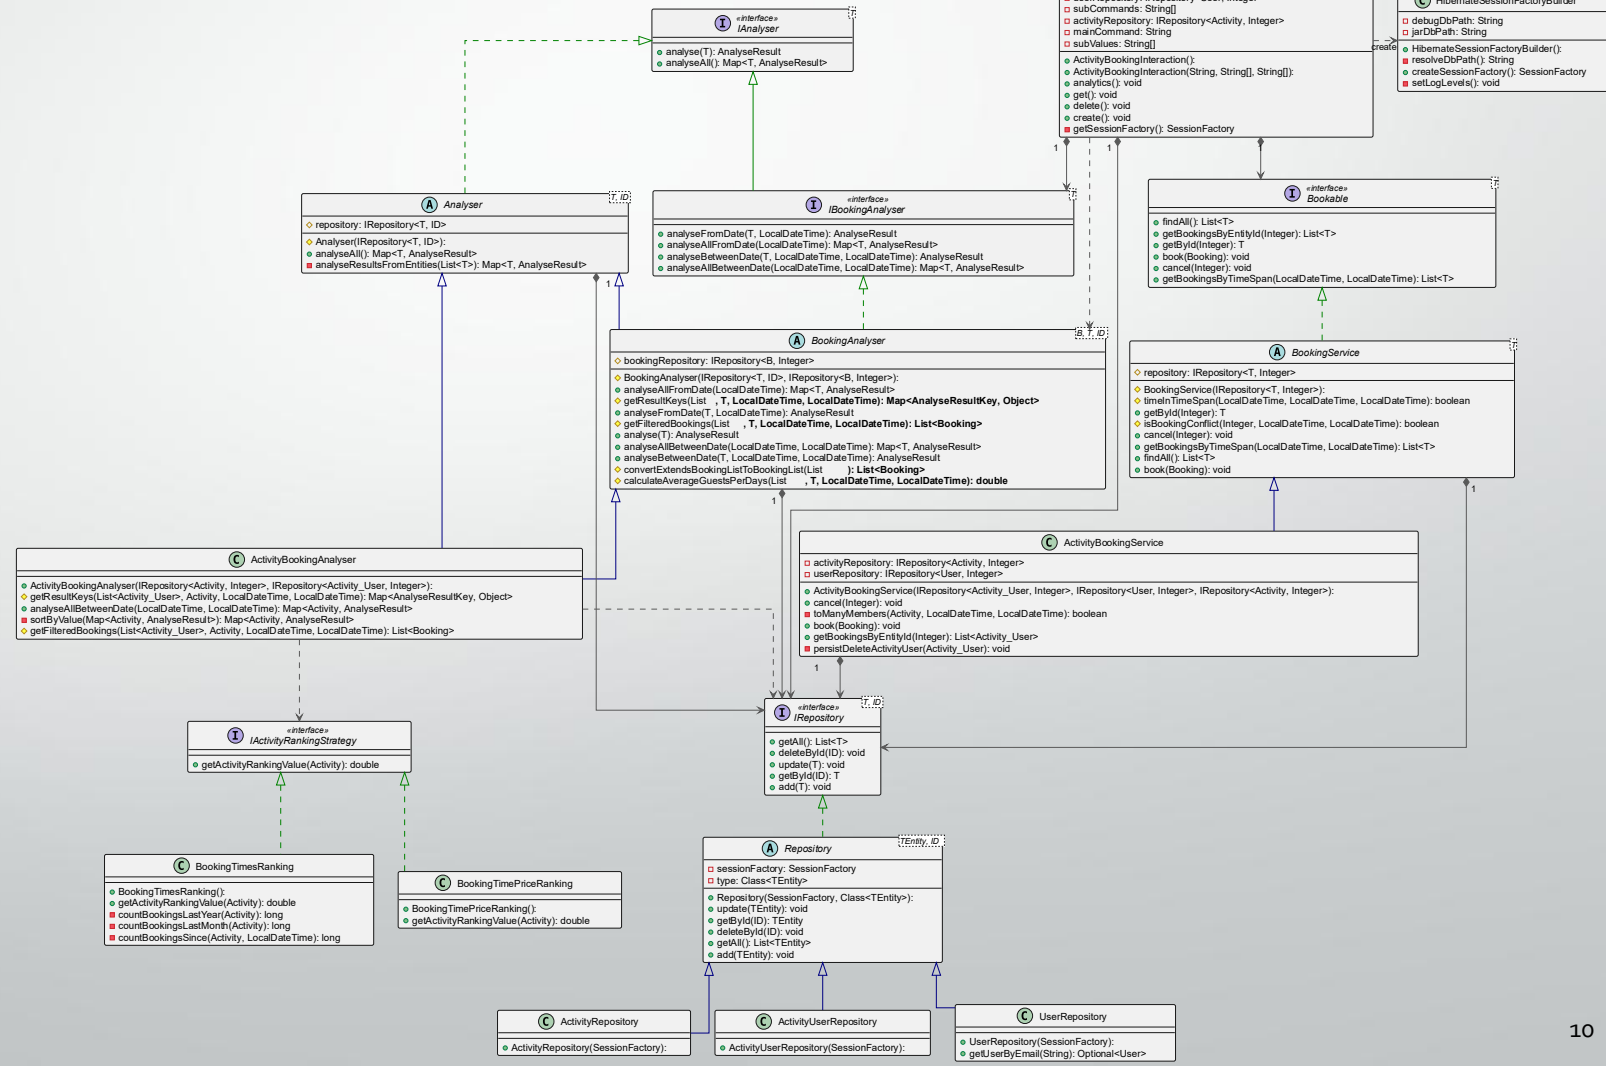 «interface»
IAnalyser
T
analyse(T): AnalyseResult
analyseAll(): Map<T, AnalyseResult>
subCommands: String[]
activityRepository: IRepository<Activity, Integer>
mainCommand: String
subValues: String[]
ActivityBookingInteraction():
ActivityBookingInteraction(String, String[], String[]):
analytics(): void
get(): void
delete(): void
create(): void
getSessionFactory(): SessionFactory
create
HibernateSessionFactoryBuilder
debugDbPath: String
jarDbPath: String
HibernateSessionFactoryBuilder():
resolveDbPath(): String
createSessionFactory(): SessionFactory
setLogLevels(): void
1
1
1
A Analyser
T, ID
repository: IRepository<T, ID>
Analyser(IRepository<T, ID>):
analyseAll(): Map<T, AnalyseResult>
analyseResultsFromEntities(List<T>): Map<T, AnalyseResult>
1
I
«interface»
IBookingAnalyser
T
analyseFromDate(T, LocalDateTime): AnalyseResult
analyseAllFromDate(LocalDateTime): Map<T, AnalyseResult>
analyseBetweenDate(T, LocalDateTime, LocalDateTime): AnalyseResult
analyseAllBetweenDate(LocalDateTime, LocalDateTime): Map<T, AnalyseResult>
I
«interface»
Bookable
T
findAll(): List<T>
getBookingsByEntityId(Integer): List<T>
getById(Integer): T
book(Booking): void
cancel(Integer): void
getBookingsByTimeSpan(LocalDateTime, LocalDateTime): List<T>
A BookingAnalyser
B, T, ID
bookingRepository: IRepository<B, Integer>
BookingAnalyser(IRepository<T, ID>, IRepository<B, Integer>):
analyseAllFromDate(LocalDateTime): Map<T, AnalyseResult>
getResultKeys(List , T, LocalDateTime, LocalDateTime): Map<AnalyseResultKey, Object>
analyseFromDate(T, LocalDateTime): AnalyseResult
getFilteredBookings(List , T, LocalDateTime, LocalDateTime): List<Booking>
analyse(T): AnalyseResult
analyseAllBetweenDate(LocalDateTime, LocalDateTime): Map<T, AnalyseResult>
analyseBetweenDate(T, LocalDateTime, LocalDateTime): AnalyseResult
convertExtendsBookingListToBookingList(List ): List<Booking>
calculateAverageGuestsPerDays(List , T, LocalDateTime, LocalDateTime): double
1
A BookingService
T
repository: IRepository<T, Integer>
BookingService(IRepository<T, Integer>):
timeInTimeSpan(LocalDateTime, LocalDateTime, LocalDateTime): boolean
getById(Integer): T
isBookingConflict(Integer, LocalDateTime, LocalDateTime): boolean
cancel(Integer): void
getBookingsByTimeSpan(LocalDateTime, LocalDateTime): List<T>
findAll(): List<T>
book(Booking): void
1
C ActivityBookingAnalyser
ActivityBookingAnalyser(IRepository<Activity, Integer>, IRepository<Activity_User, Integer>):
getResultKeys(List<Activity_User>, Activity, LocalDateTime, LocalDateTime): Map<AnalyseResultKey, Object>
analyseAllBetweenDate(LocalDateTime, LocalDateTime): Map<Activity, AnalyseResult>
sortByValue(Map<Activity, AnalyseResult>): Map<Activity, AnalyseResult>
getFilteredBookings(List<Activity_User>, Activity, LocalDateTime, LocalDateTime): List<Booking>
C ActivityBookingService
activityRepository: IRepository<Activity, Integer>
userRepository: IRepository<User, Integer>
ActivityBookingService(IRepository<Activity_User, Integer>, IRepository<User, Integer>, IRepository<Activity, Integer>):
cancel(Integer): void
toManyMembers(Activity, LocalDateTime, LocalDateTime): boolean
book(Booking): void
getBookingsByEntityId(Integer): List<Activity_User>
persistDeleteActivityUser(Activity_User): void
1
I
«interface»
IRepository
T, ID
getAll(): List<T>
deleteById(ID): void
update(T): void
getById(ID): T
add(T): void
I
«interface»
IActivityRankingStrategy
getActivityRankingValue(Activity): double
C BookingTimesRanking
BookingTimesRanking():
getActivityRankingValue(Activity): double
countBookingsLastYear(Activity): long
countBookingsLastMonth(Activity): long
countBookingsSince(Activity, LocalDateTime): long
C BookingTimePriceRanking
BookingTimePriceRanking():
getActivityRankingValue(Activity): double
A Repository
TEntity, ID
sessionFactory: SessionFactory
type: Class<TEntity>
Repository(SessionFactory, Class<TEntity>):
update(TEntity): void
getById(ID): TEntity
deleteById(ID): void
getAll(): List<TEntity>
add(TEntity): void
C ActivityRepository
ActivityRepository(SessionFactory):
C ActivityUserRepository
ActivityUserRepository(SessionFactory):
C UserRepository
UserRepository(SessionFactory):
getUserByEmail(String): Optional<User>
10